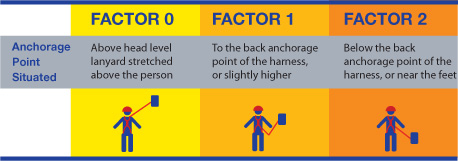 FACTOR 0 FACTOR 1 FACTOR 2
Anchorage Above head level To the back anchorage Below the back
Point lanyard stretched point of the harness, anchorage point of the
Situated above the person or slightly higher harness, or near the feet